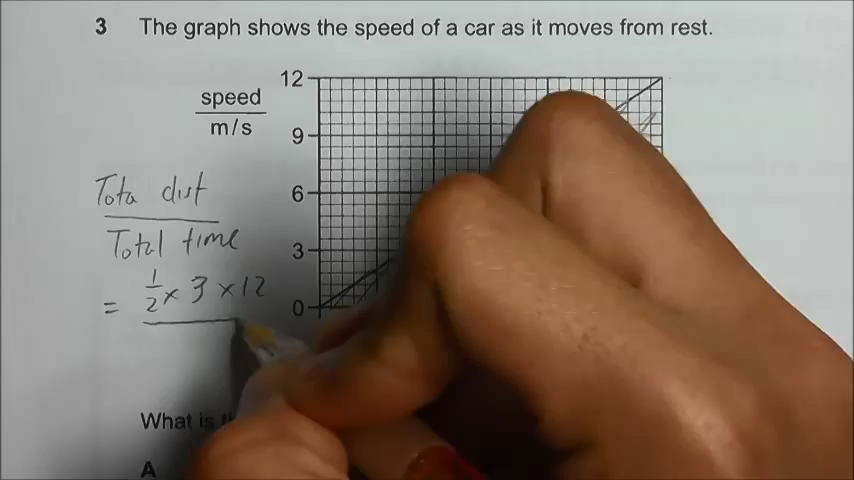 3 The graph shows the speed of a car as it moves from rest.
speed
m/s
12
9
6
3
0
Tota dist
Total time
= 1/2 × 3 × 12
What is
A